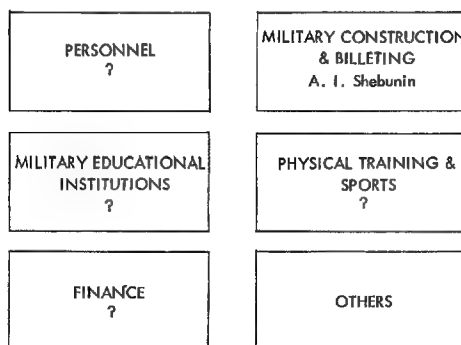 PERSONNEL
?
MILITARY CONSTRUCTION
& BILLETING
A. I. Shebunin
MILITARY EDUCATIONAL
INSTITUTIONS
?
PHYSICAL TRAINING &
SPORTS
?
FINANCE
?
OTHERS